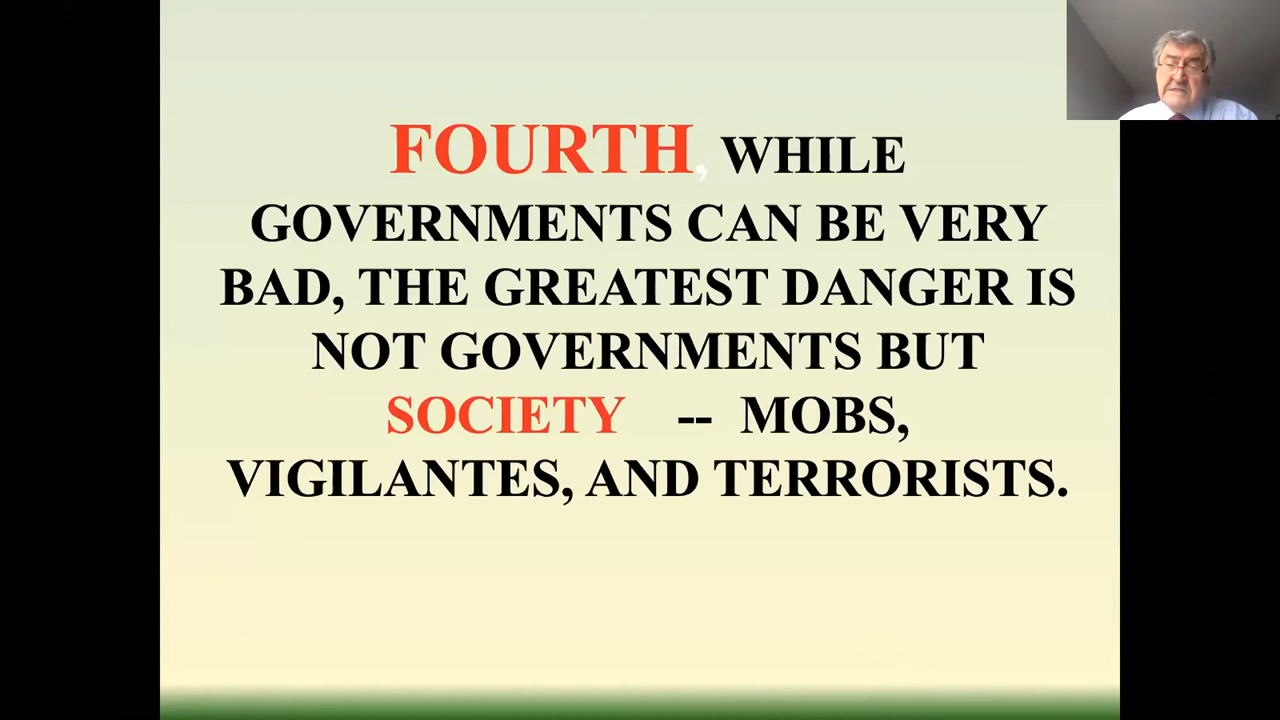 FOURTH, WHILE
GOVERNMENTS CAN BE VERY
BAD, THE GREATEST DANGER IS
NOT GOVERNMENTS BUT
SOCIETY -- MOBS,
VIGILANTES, AND TERRORISTS.